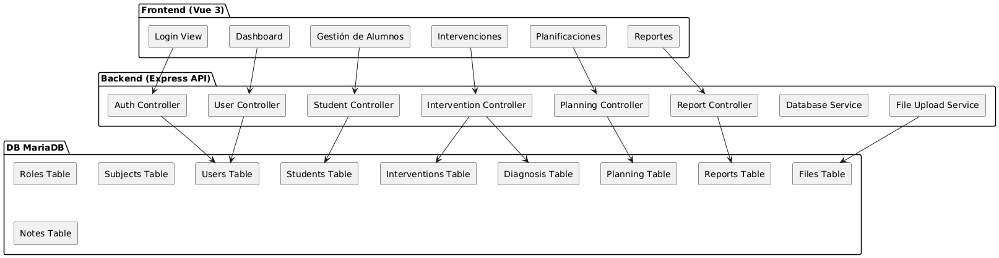 Frontend (Vue 3)
Login View
Dashboard
Gestión de Alumnos
Intervenciones
Planificaciones
Reportes
Backend (Express API)
Auth Controller
User Controller
Student Controller
Intervention Controller
Planning Controller
Report Controller
Database Service
File Upload Service
DB MariaDB
Roles Table
Subjects Table
Users Table
Students Table
Interventions Table
Diagnosis Table
Planning Table
Reports Table
Files Table
Notes Table